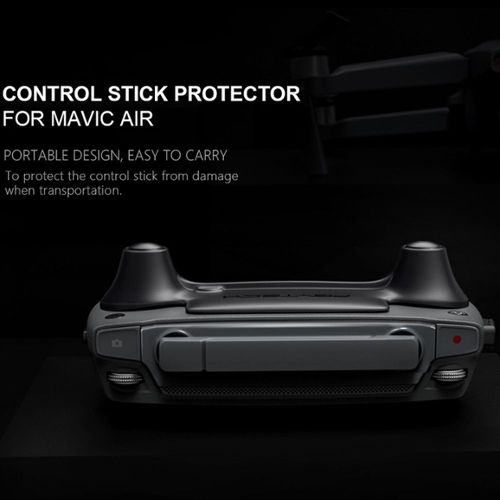 CONTROL STICK PROTECTOR
FOR MAVIC AIR
PORTABLE DESIGN, EASY TO CARRY
To protect the control stick from damage
when transportation.
PGYTECH